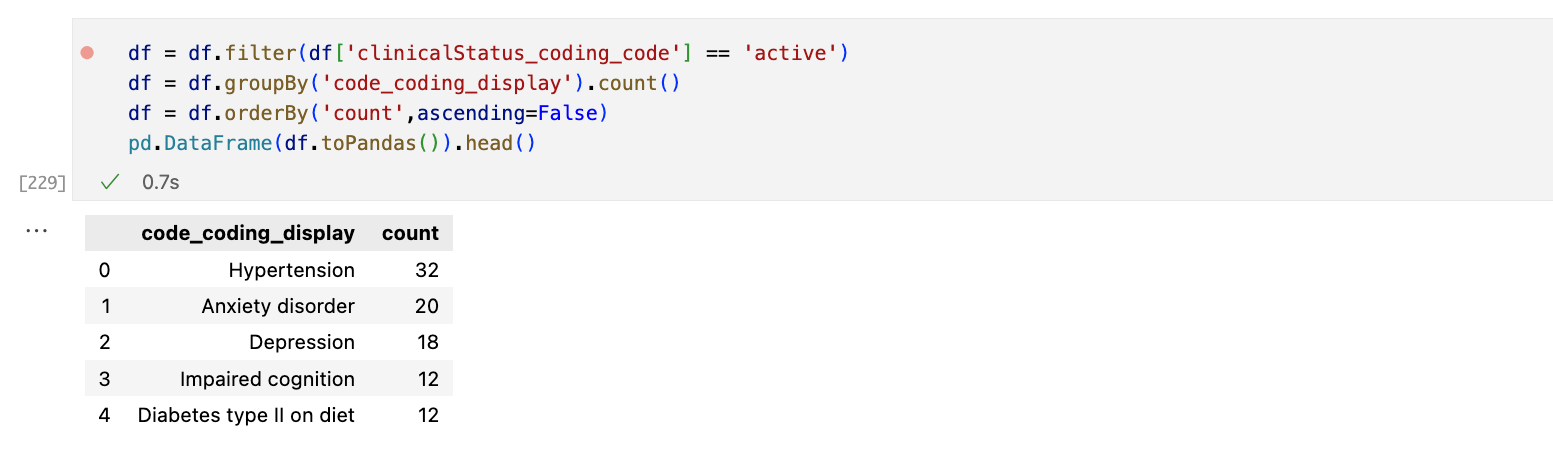 df = df.filter(df['clinicalStatus_coding_code'] == 'active')
df = df.groupBy('code_coding_display').count()
df = df.orderBy('count',ascending=False)
pd.DataFrame(df.toPandas()).head()
[229] ✓ 0.7s
...
code_coding_display count
0 Hypertension 32
1 Anxiety disorder 20
2 Depression 18
3 Impaired cognition 12
4 Diabetes type II on diet 12